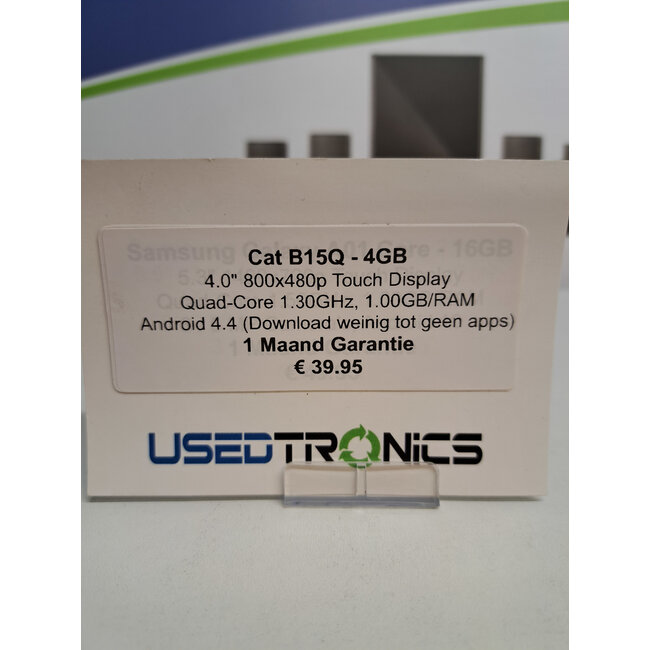 Cat B15Q - 4GB
4.0" 800x480p Touch Display
Quad-Core 1.30GHz, 1.00GB/RAM
Android 4.4 (Download weinig tot geen apps)
1 Maand Garantie
€ 39.95
USEDTRONICS